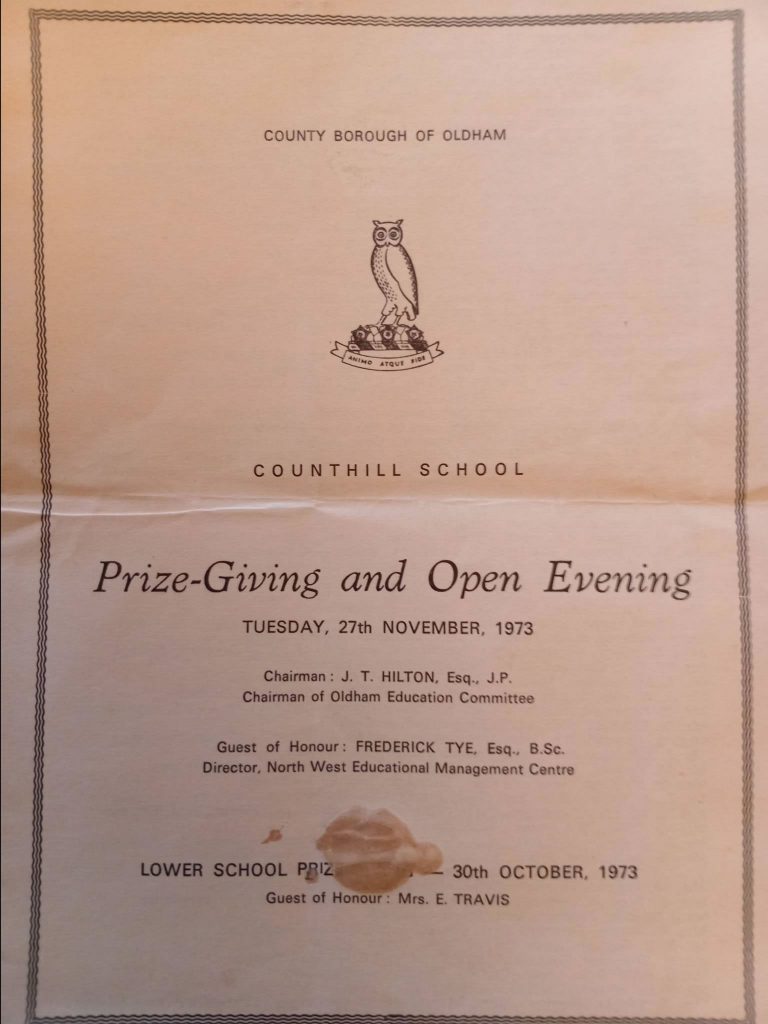 COUNTY BOROUGH OF OLDHAM
ANIMO ATQUE FIDE
COUNTHILL SCHOOL
Prize-Giving and Open Evening
TUESDAY, 27th NOVEMBER, 1973
Chairman : J. T. HILTON, Esq., J.P.
Chairman of Oldham Education Committee
Guest of Honour : FREDERICK TYE, Esq., B.Sc.
Director, North West Educational Management Centre
LOWER SCHOOL — 30th OCTOBER, 1973
Guest of Honour : Mrs. E. TRAVIS